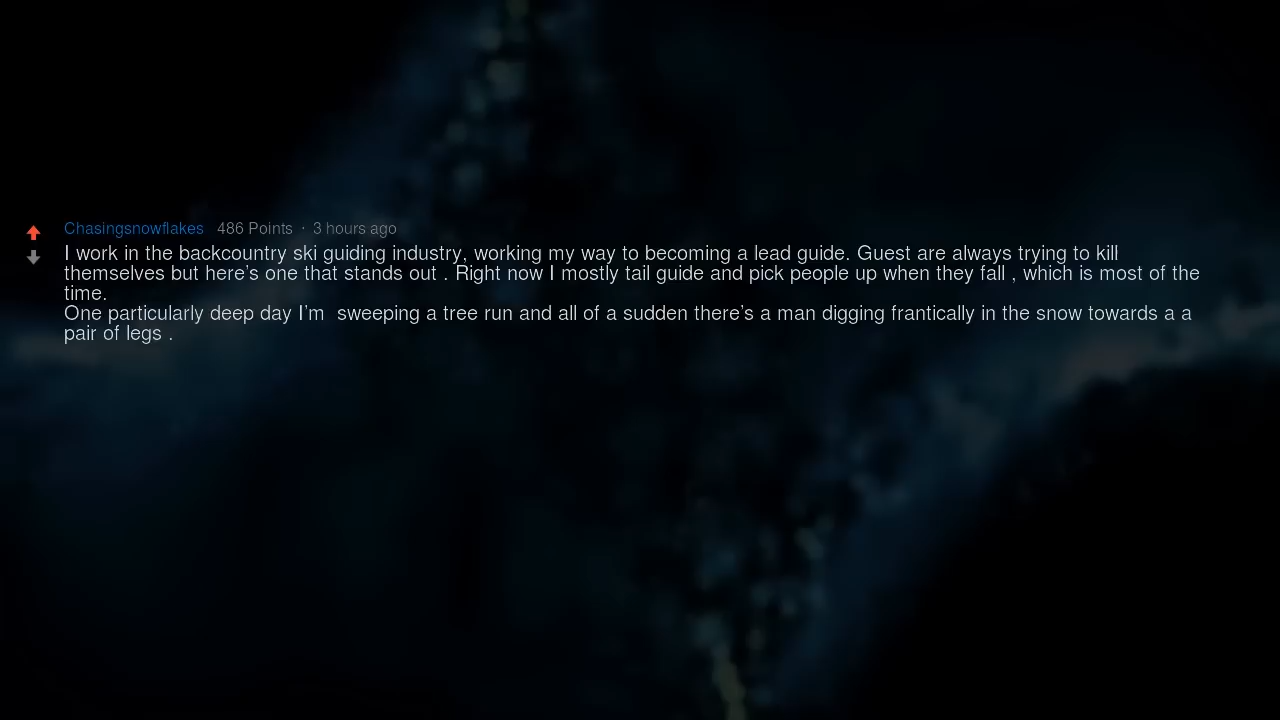 Chasingsnowflakes 486 Points · 3 hours ago
I work in the backcountry ski guiding industry, working my way to becoming a lead guide. Guest are always trying to kill
themselves but here's one that stands out . Right now I mostly tail guide and pick people up when they fall , which is most of the
time.
One particularly deep day I'm  sweeping a tree run and all of a sudden there's a man digging frantically in the snow towards a a
pair of legs .